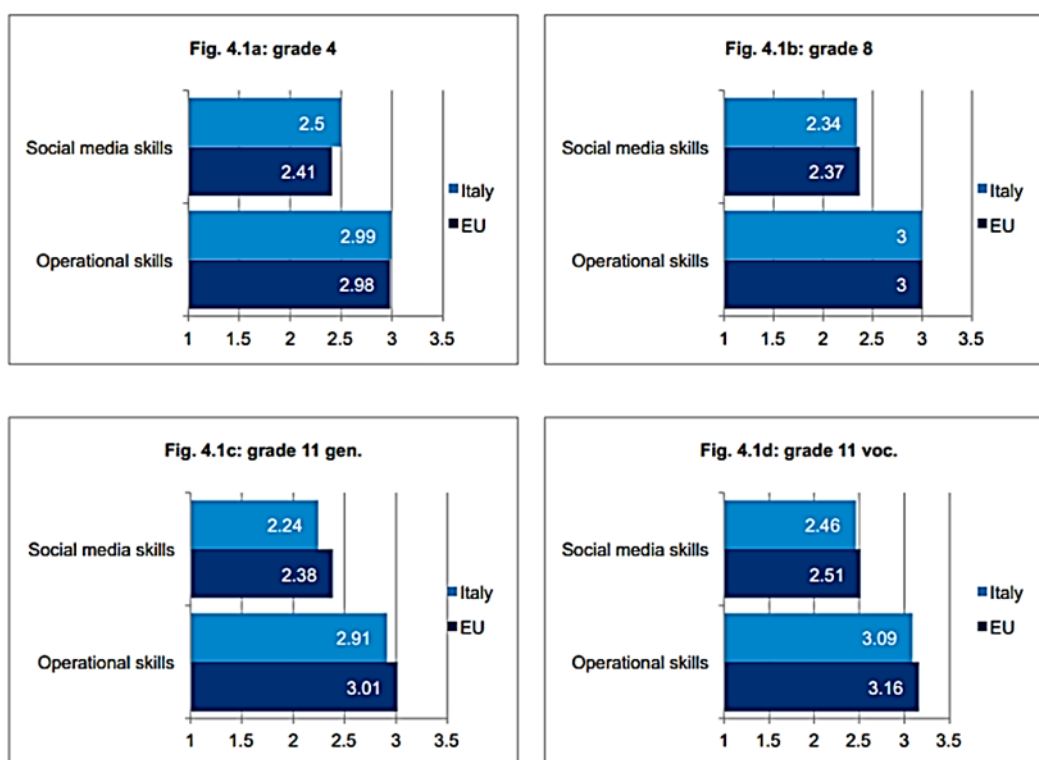 Fig. 4.1a: grade 4
Social media skills
2.5
2.41
Operational skills
2.99
2.98
Italy
EU
1 1.5 2 2.5 3 3.5
Fig. 4.1b: grade 8
Social media skills
2.34
2.37
Operational skills
3
3
Italy
EU
1 1.5 2 2.5 3 3.5
Fig. 4.1c: grade 11 gen.
Social media skills
2.24
2.38
Operational skills
2.91
3.01
Italy
EU
1 1.5 2 2.5 3 3.5
Fig. 4.1d: grade 11 voc.
Social media skills
2.46
2.51
Operational skills
3.09
3.16
Italy
EU
1 1.5 2 2.5 3 3.5